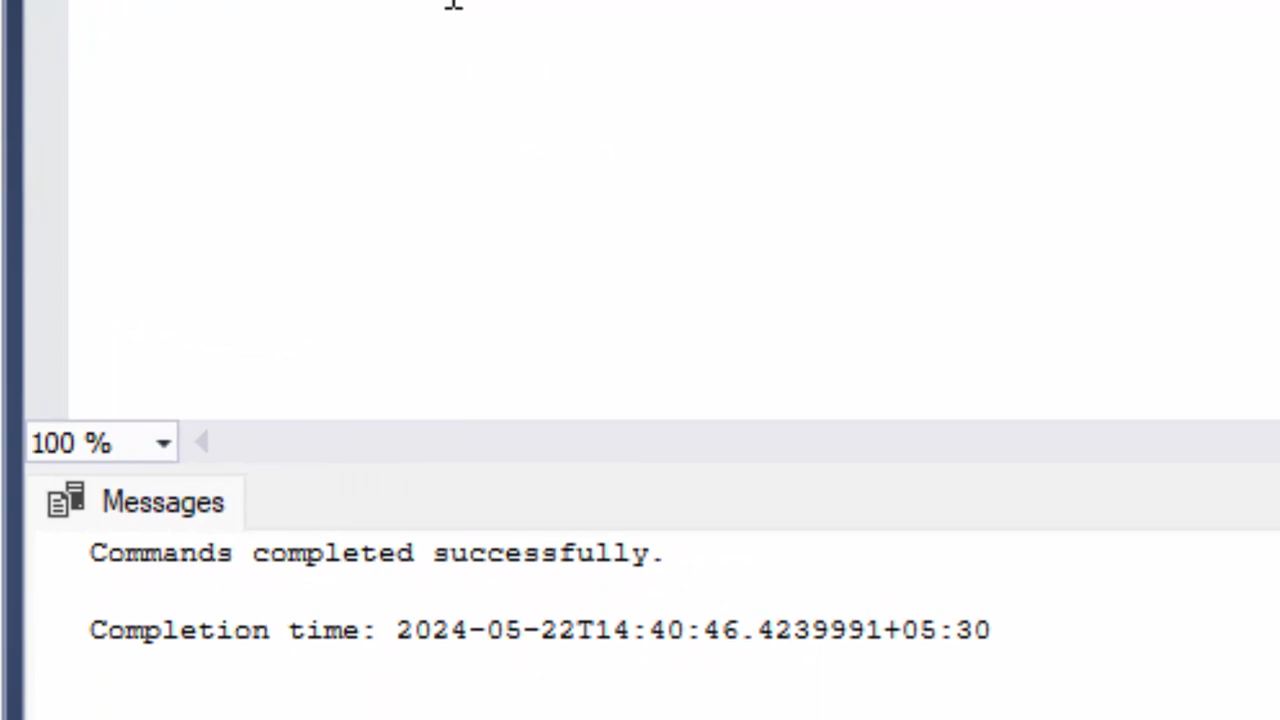 100 %
Messages
Commands completed successfully.
Completion time: 2024-05-22T14:40:46.4239991+05:30